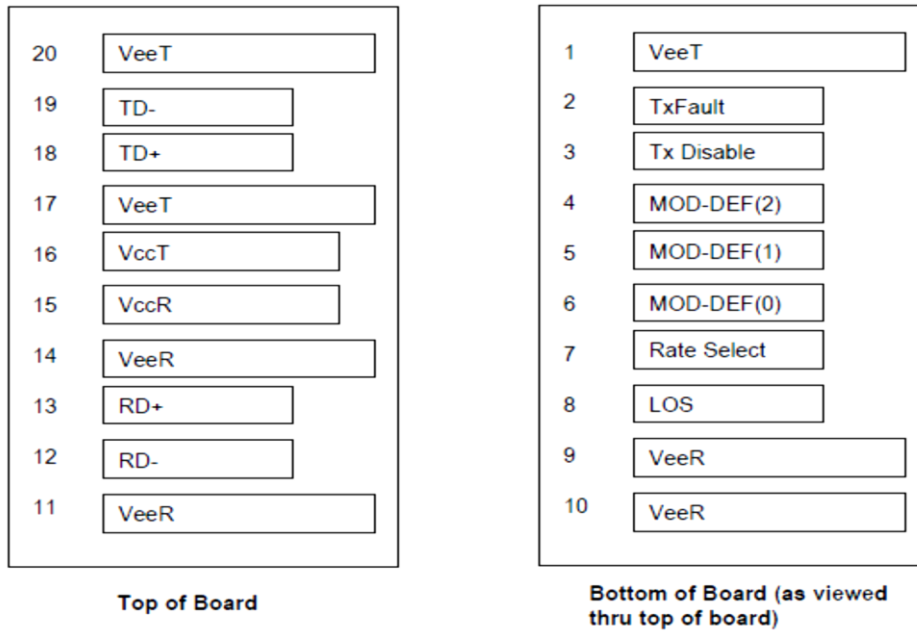 20 VeeT
19 TD-
18 TD+
17 VeeT
16 VccT
15 VccR
14 VeeR
13 RD+
12 RD-
11 VeeR
Top of Board
1 VeeT
2 TxFault
3 Tx Disable
4 MOD-DEF(2)
5 MOD-DEF(1)
6 MOD-DEF(0)
7 Rate Select
8 LOS
9 VeeR
10 VeeR
Bottom of Board (as viewed
thru top of board)